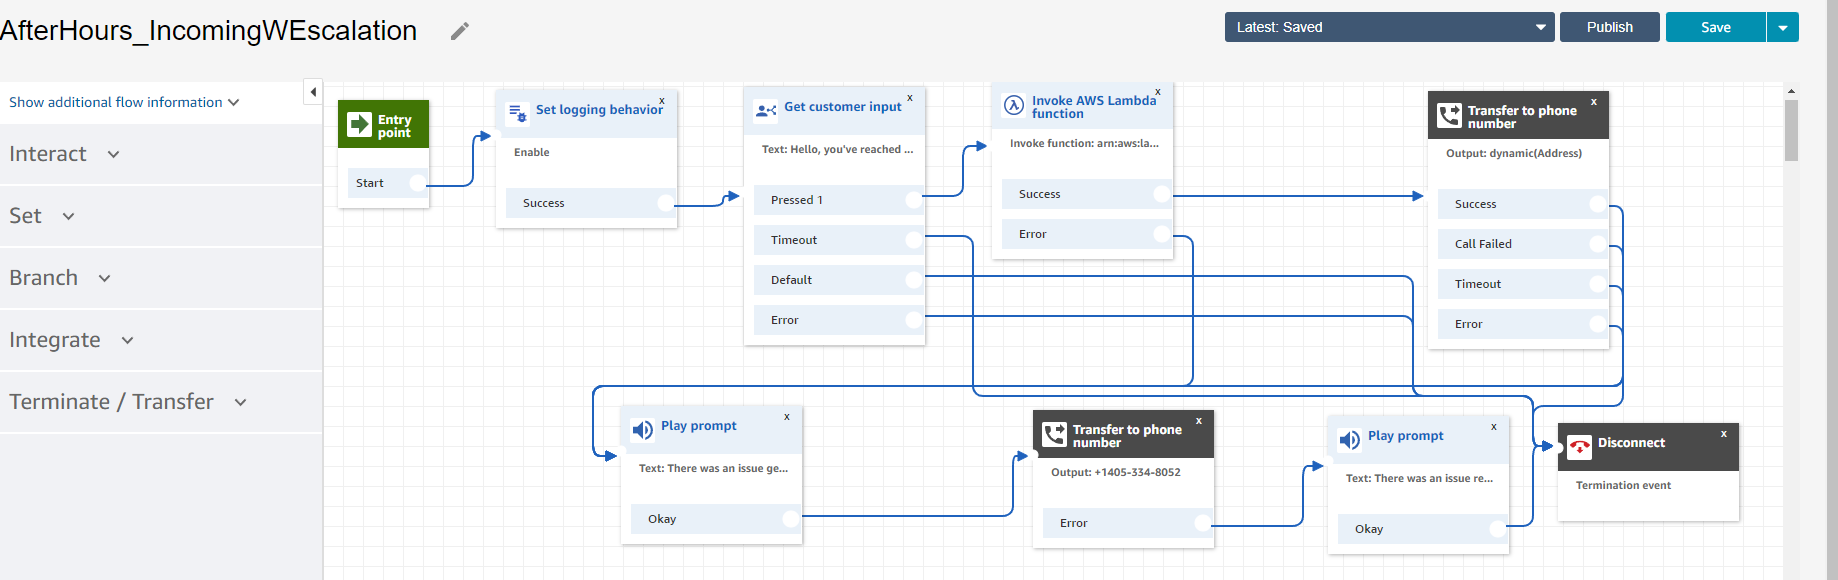 AfterHours_IncomingWEscalation
Latest: Saved
Publish
Save
Show additional flow information
Interact
Set
Branch
Integrate
Terminate / Transfer
Entry
point
Start
Set logging behavior
x
Enable
Success
Get customer input
x
Text: Hello, you've reached ...
Pressed 1
Timeout
Default
Error
Invoke AWS Lambda
function
x
Invoke function: arn:aws:la...
Success
Error
Transfer to phone
number
x
Output: dynamic(Address)
Success
Call Failed
Timeout
Error
Play prompt
x
Text: There was an issue ge...
Okay
Transfer to phone
number
x
Output: +1405-334-8052
Error
Play prompt
x
Text: There was an issue re...
Okay
Disconnect
x
Termination event